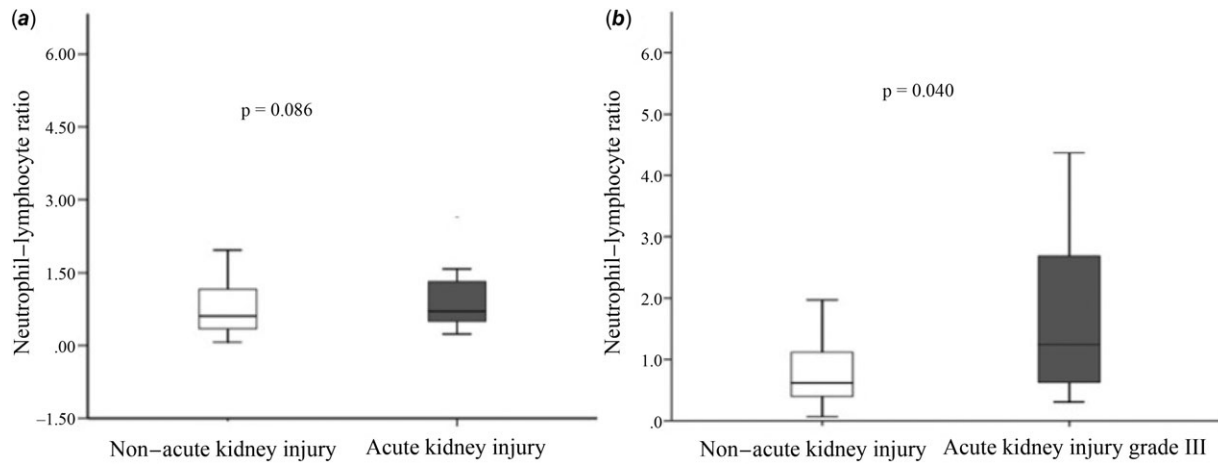 (a)
6.00
4.50
3.00
1.50
.00
−1.50
Neutrophil−lymphocyte ratio
p = 0.086
Non−acute kidney injury
Acute kidney injury
(b)
6.0
5.0
4.0
3.0
2.0
1.0
.0
Neutrophil−lymphocyte ratio
p = 0.040
Non−acute kidney injury
Acute kidney injury grade III